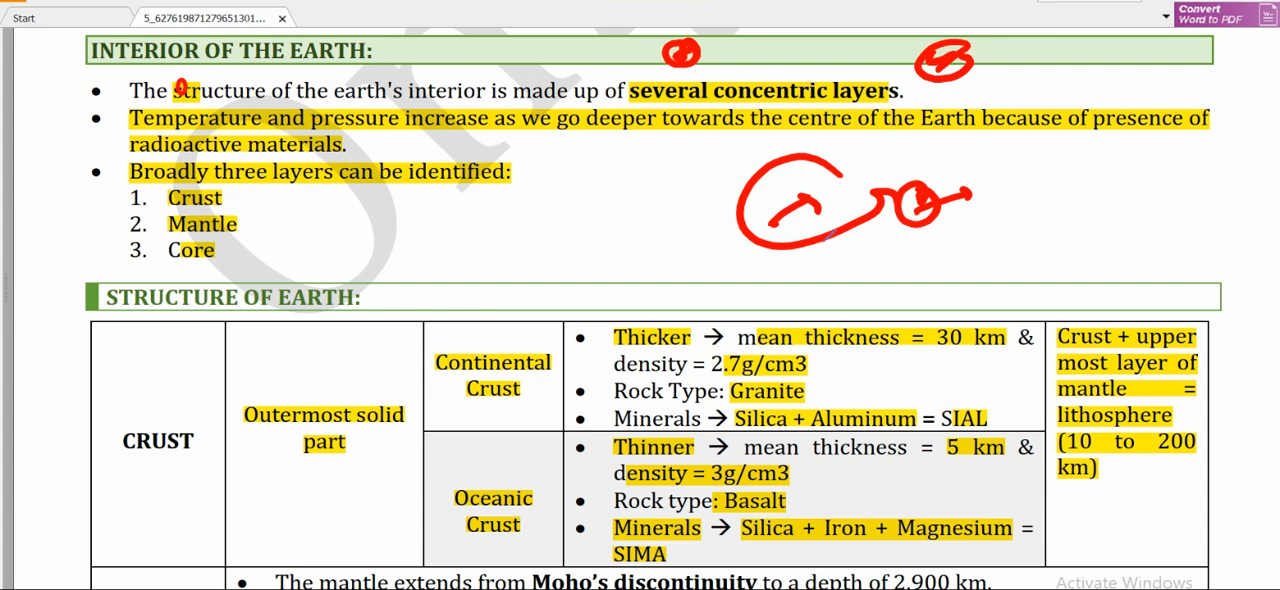 Start
5_627619871279651301...
Convert
Word to PDF
INTERIOR OF THE EARTH:
• The structure of the earth's interior is made up of several concentric layers.
• Temperature and pressure increase as we go deeper towards the centre of the Earth because of presence of
radioactive materials.
• Broadly three layers can be identified:
1. Crust
2. Mantle
3. Core
STRUCTURE OF EARTH:
CRUST
Outermost solid
part
Continental
Crust
• Thicker → mean thickness = 30 km &
density = 2.7g/cm3
• Rock Type: Granite
• Minerals → Silica + Aluminum = SIAL
Oceanic
Crust
• Thinner → mean thickness = 5 km &
density = 3g/cm3
• Rock type: Basalt
• Minerals → Silica + Iron + Magnesium =
SIMA
Crust + upper
most layer of
mantle =
lithosphere
(10 to 200
km)
• The mantle extends from Moho's discontinuity to a depth of 2,900 km.
Activate Windows